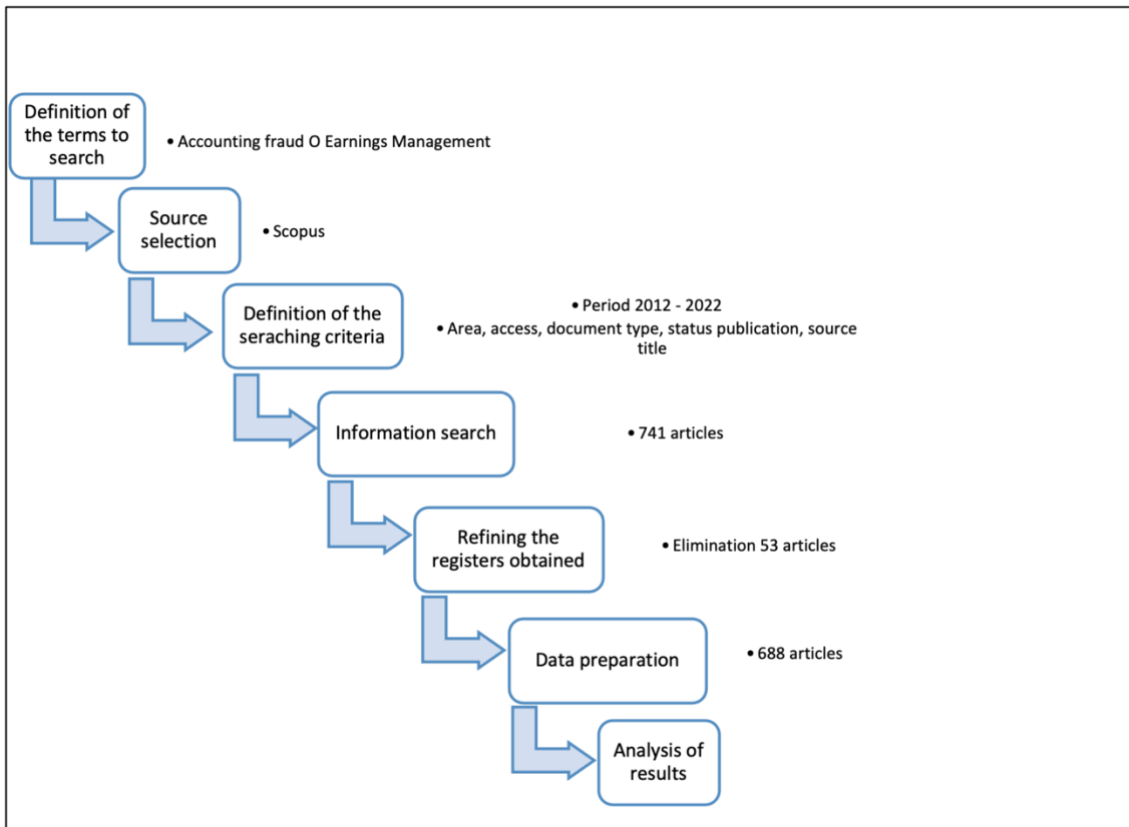 Definition of
the terms to
search
• Accounting fraud O Earnings Management
Source
selection
• Scopus
Definition of the
seraching criteria
• Period 2012 - 2022
• Area, access, document type, status publication, source
title
Information search
• 741 articles
Refining the
registers obtained
• Elimination 53 articles
Data preparation
• 688 articles
Analysis of
results